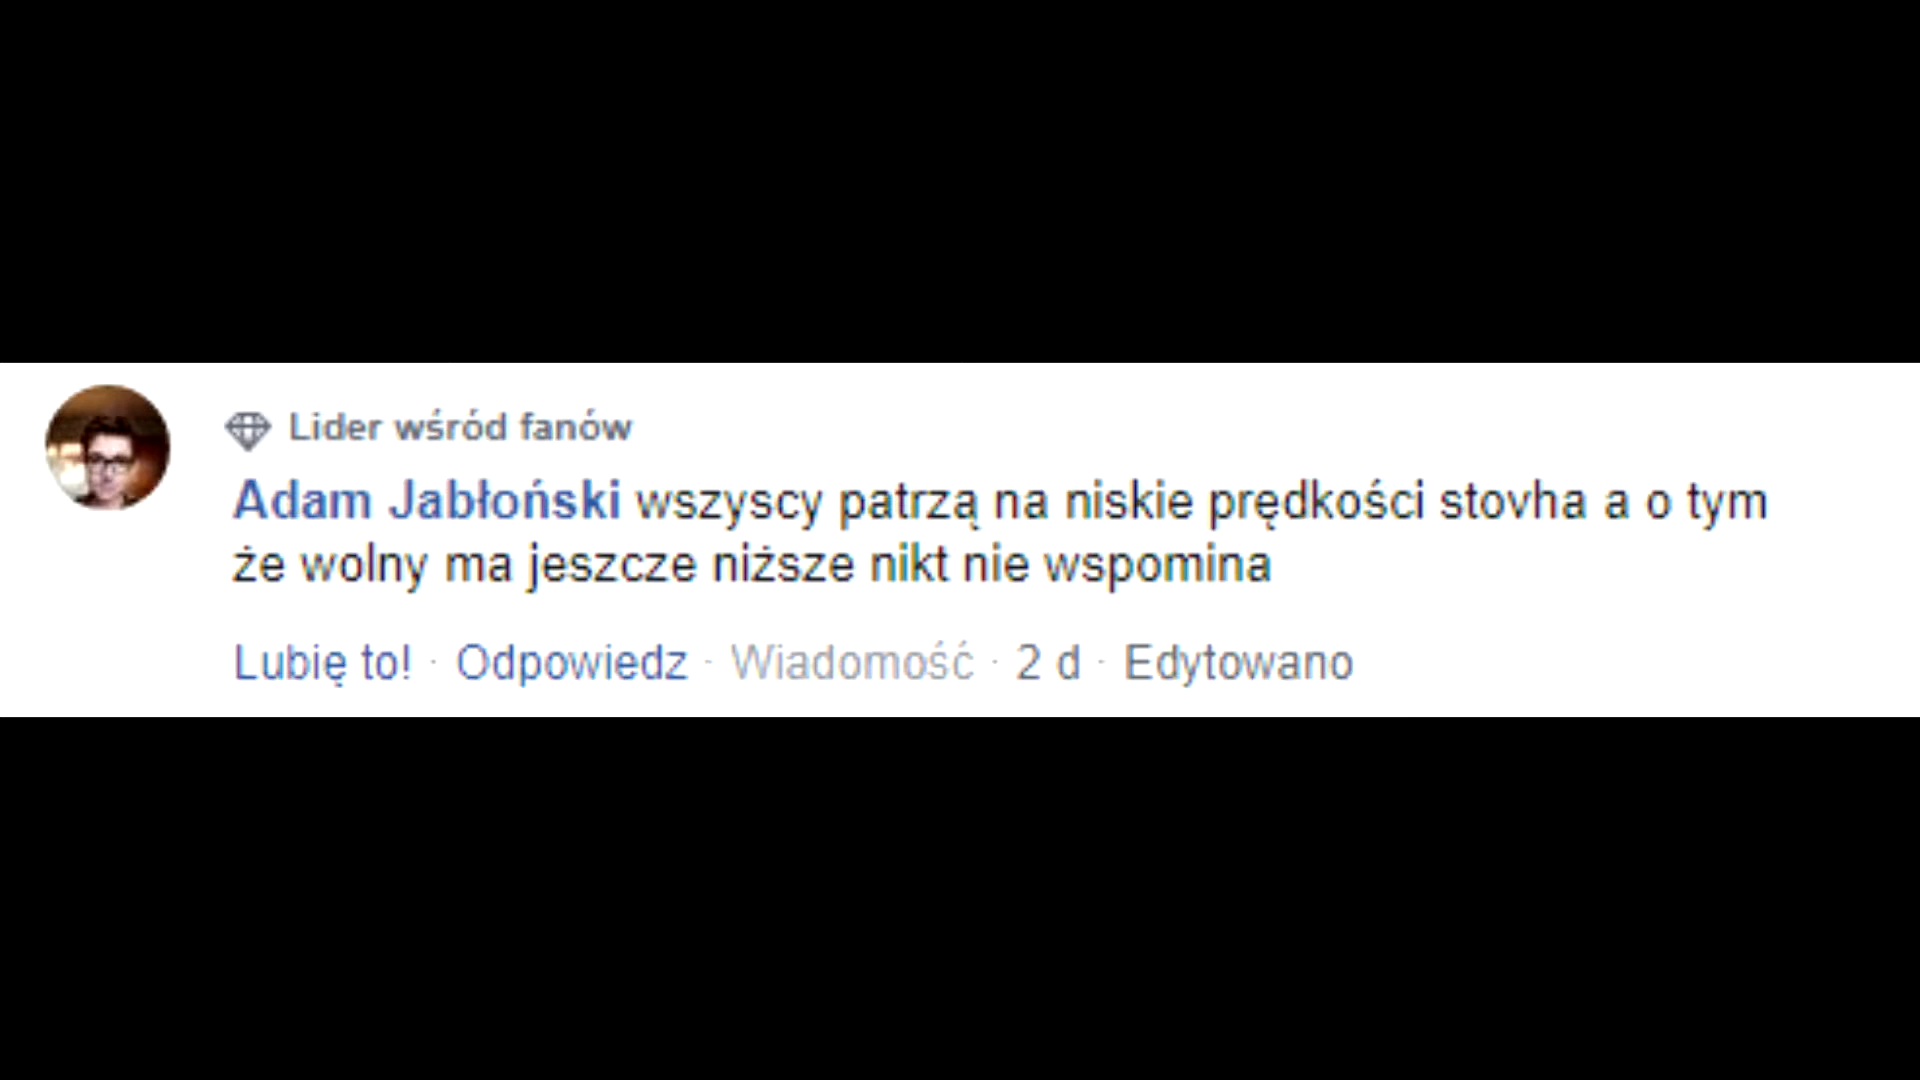 Lider wśród fanów
Adam Jabłoński wszyscy patrzą na niskie prędkości stovha a o tym
że wolny ma jeszcze niższe nikt nie wspomina
Lubię to! · Odpowiedz · Wiadomość · 2 d · Edytowano